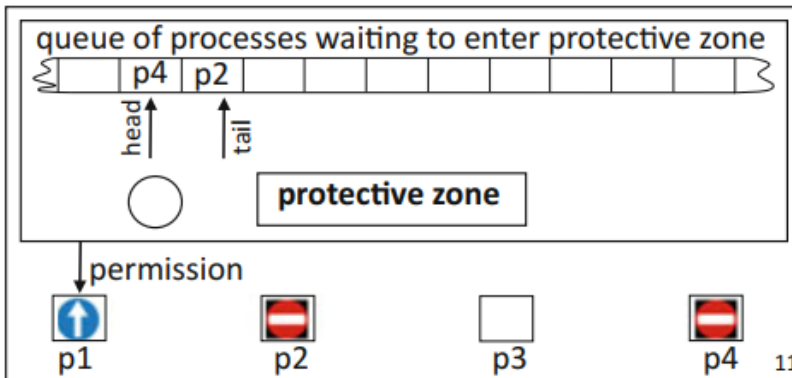 queue of processes waiting to enter protective zone
p4 p2
head
tail
protective zone
permission
p1 p2 p3 p4
11